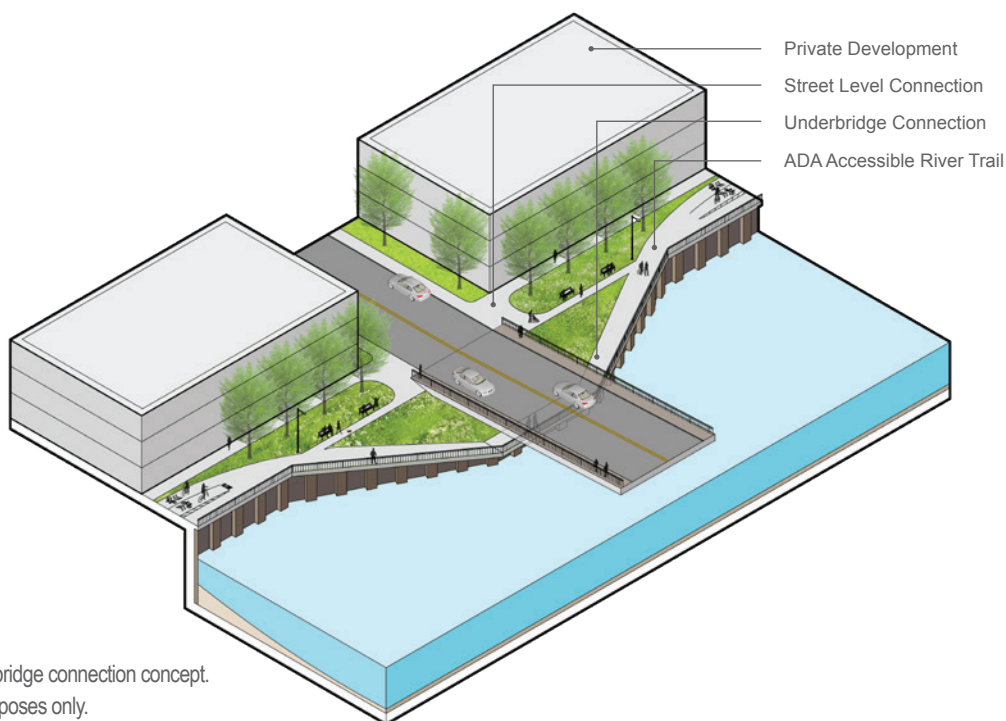 Private Development
Street Level Connection
Underbridge Connection
ADA Accessible River Trail
bridge connection concept.
poses only.